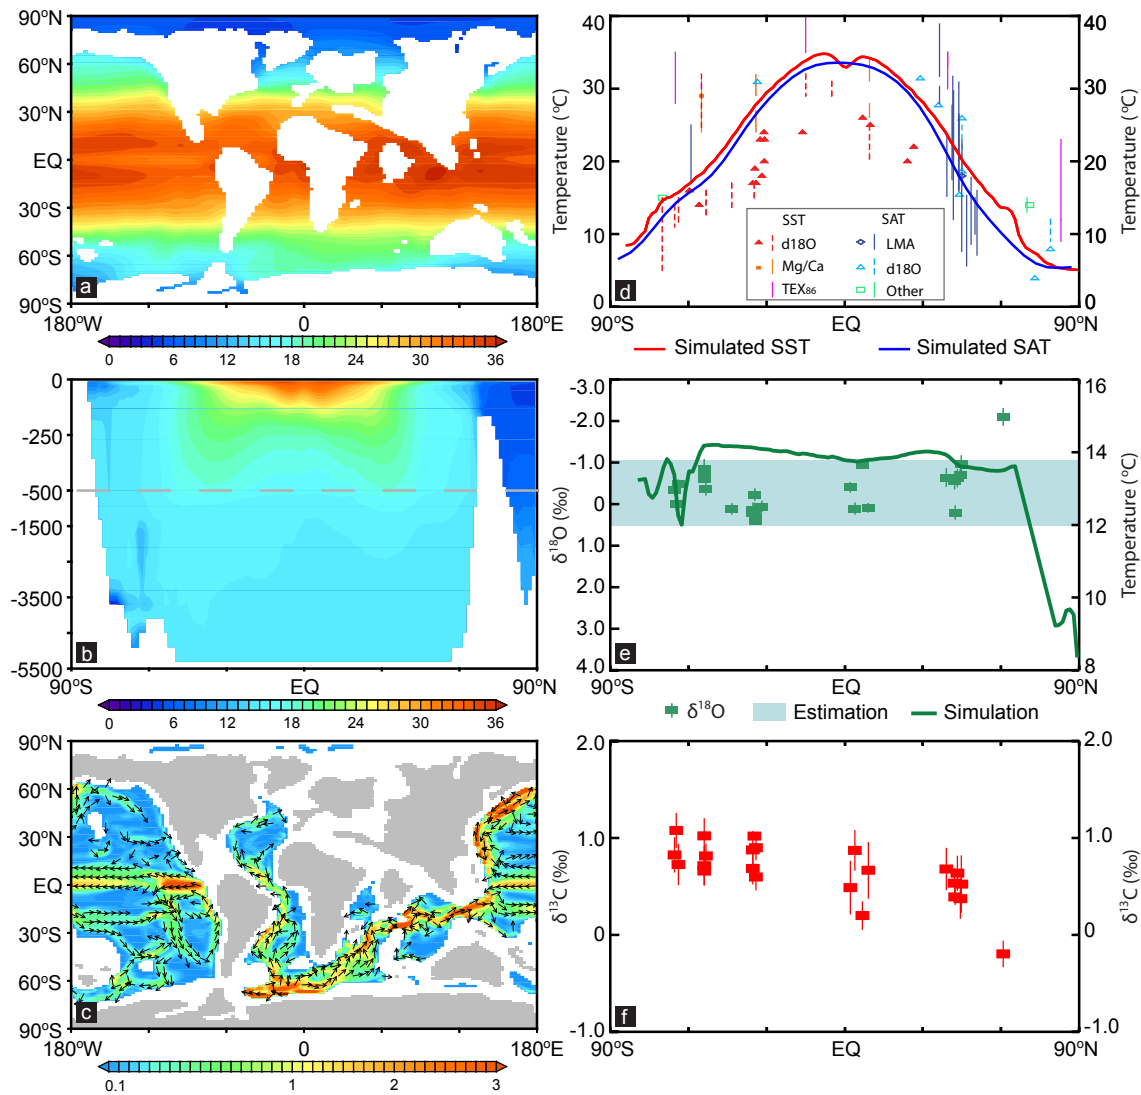 90ºN
60ºN
30ºN
EQ
30ºS
60ºS
90ºS
a
180ºW 0 180ºE
0 6 12 18 24 30 36
0
-250
-500
-1500
-3500
-5500
b
90ºS EQ 90ºN
0 6 12 18 24 30 36
90ºN
60ºN
30ºN
EQ
30ºS
60ºS
90ºS
c
180ºW 0 180ºE
0.1 1 2 3
40 40
30 30
20 20
10 10
0 0
Temperature (ºC)
Temperature (ºC)
SST SAT
d18O LMA
Mg/Ca d18O
TEX86 Other
d
90ºS EQ 90ºN
Simulated SST Simulated SAT
-3.0 16
-2.0
14
-1.0
0 12
1.0
2.0 10
3.0
4.0 8
δ18O (‰)
Temperature (ºC)
e
90ºS EQ 90ºN
δ18O Estimation Simulation
2.0 2.0
1.0 1.0
0 0
-1.0 -1.0
δ13C (‰)
δ13C (‰)
f
90ºS EQ 90ºN